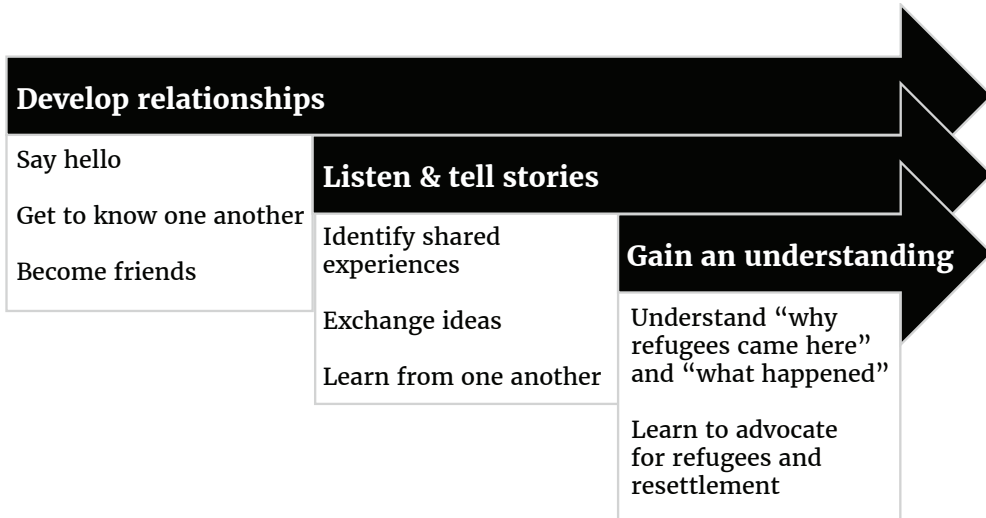 Develop relationships
Say hello
Get to know one another
Become friends
Listen & tell stories
Identify shared
experiences
Exchange ideas
Learn from one another
Gain an understanding
Understand “why
refugees came here”
and “what happened”
Learn to advocate
for refugees and
resettlement